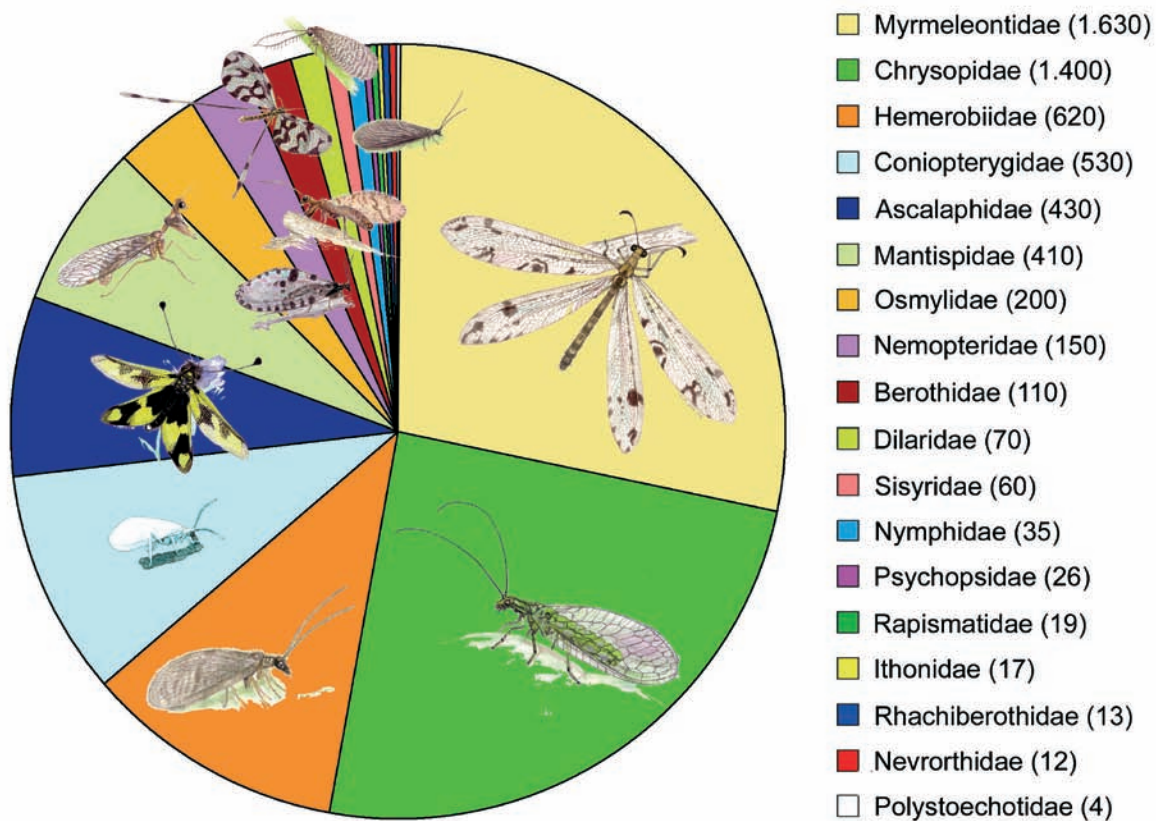 Myrmeleontidae (1.630)
Chrysopidae (1.400)
Hemerobiidae (620)
Coniopterygidae (530)
Ascalaphidae (430)
Mantispidae (410)
Osmylidae (200)
Nemopteridae (150)
Berothidae (110)
Dilaridae (70)
Sisyridae (60)
Nymphidae (35)
Psychopsidae (26)
Rapismatidae (19)
Ithonidae (17)
Rhachiberothidae (13)
Nevrorthidae (12)
Polystoechotidae (4)